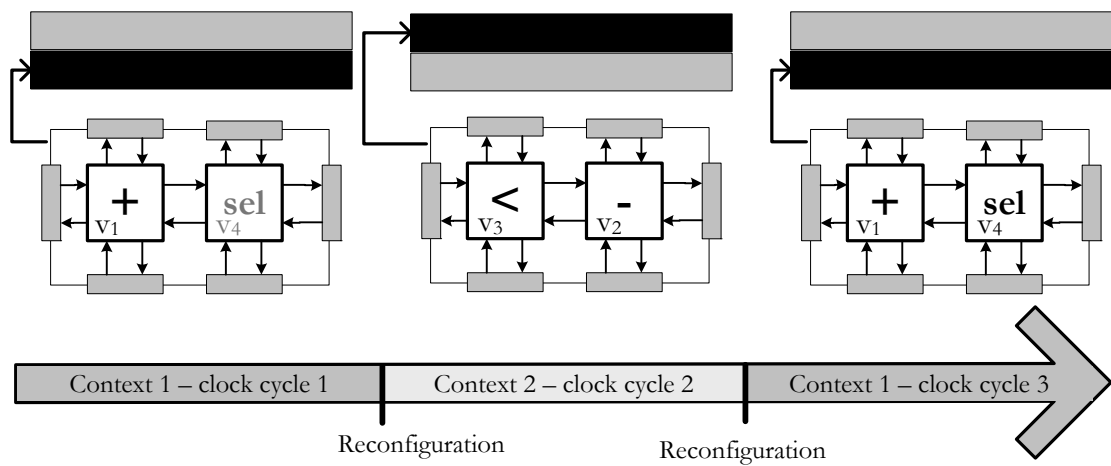 +
v1
sel
v4
<
v3
-
v2
+
v1
sel
v4
Context 1 – clock cycle 1
Context 2 – clock cycle 2
Context 1 – clock cycle 3
Reconfiguration
Reconfiguration